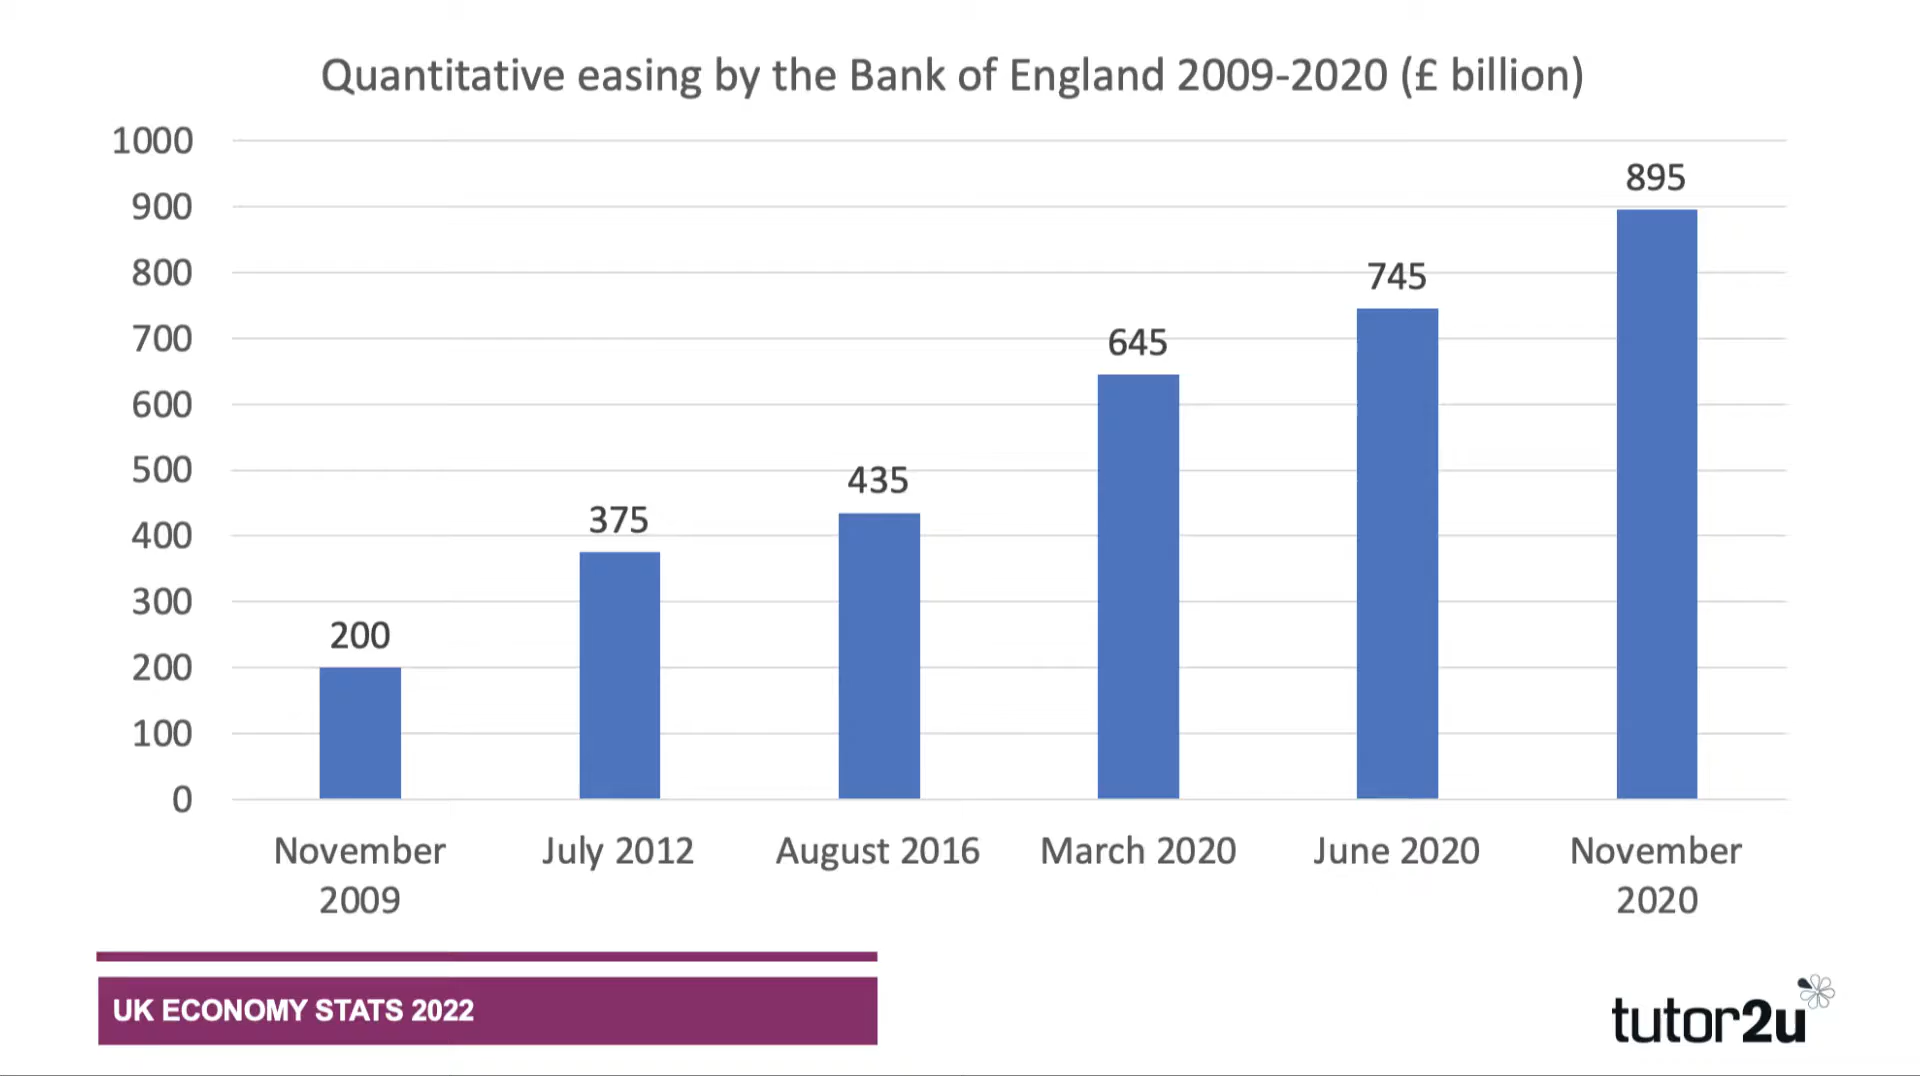 Quantitative easing by the Bank of England 2009-2020 (£ billion)
1000
900
800
700
600
500
400
300
200
100
0
200
375
435
645
745
895
November
2009
July 2012
August 2016
March 2020
June 2020
November
2020
UK ECONOMY STATS 2022
tutor2u